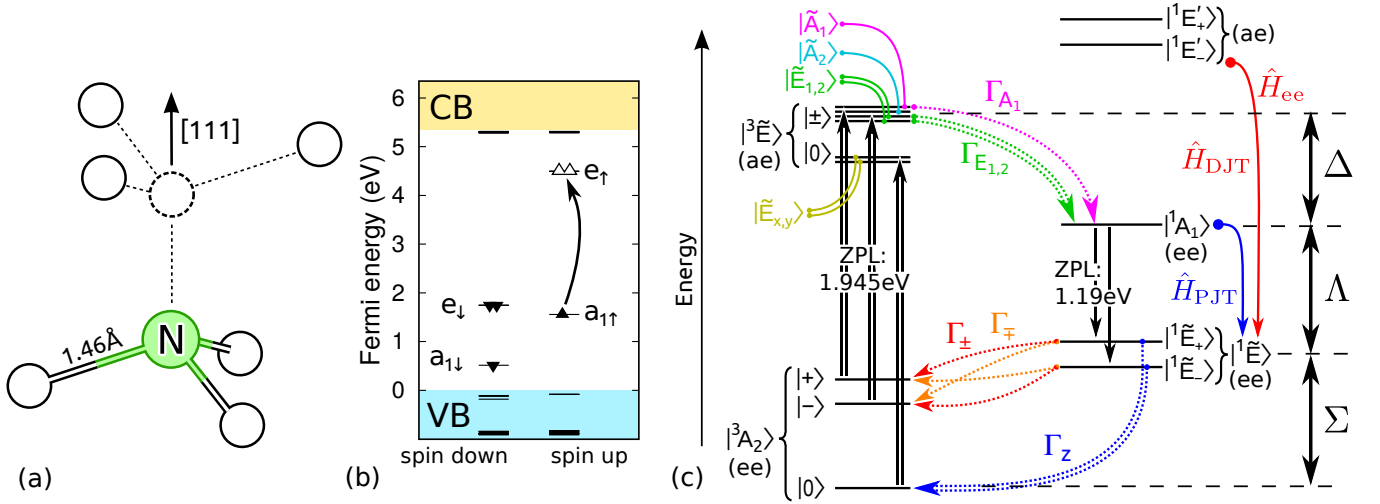 [111]
1.46Å
N
(a)
Fermi energy (eV)
6
5
4
3
2
1
0
CB
VB
e↑
e↓
a₁↑
a₁↓
spin down
spin up
(b)
Energy
|Ã₁⟩
|Ã₂⟩
|Ẽ₁,₂⟩
|³Ẽ⟩
(ae)
|±⟩
|0⟩
|Ẽx,y⟩
ZPL:
1.945eV
Γ_A₁
Γ_E₁,₂
|¹E′₊⟩
|¹E′₋⟩
(ae)
Ĥee
ĤDJT
Δ
|¹A₁⟩
(ee)
ZPL:
1.19eV
ĤPJT
Λ
Γ±
Γ∓
|¹Ẽ₊⟩
|¹Ẽ₋⟩
|¹Ẽ⟩
(ee)
|+⟩
|−⟩
|³A₂⟩
(ee)
|0⟩
Γz
Σ
(c)